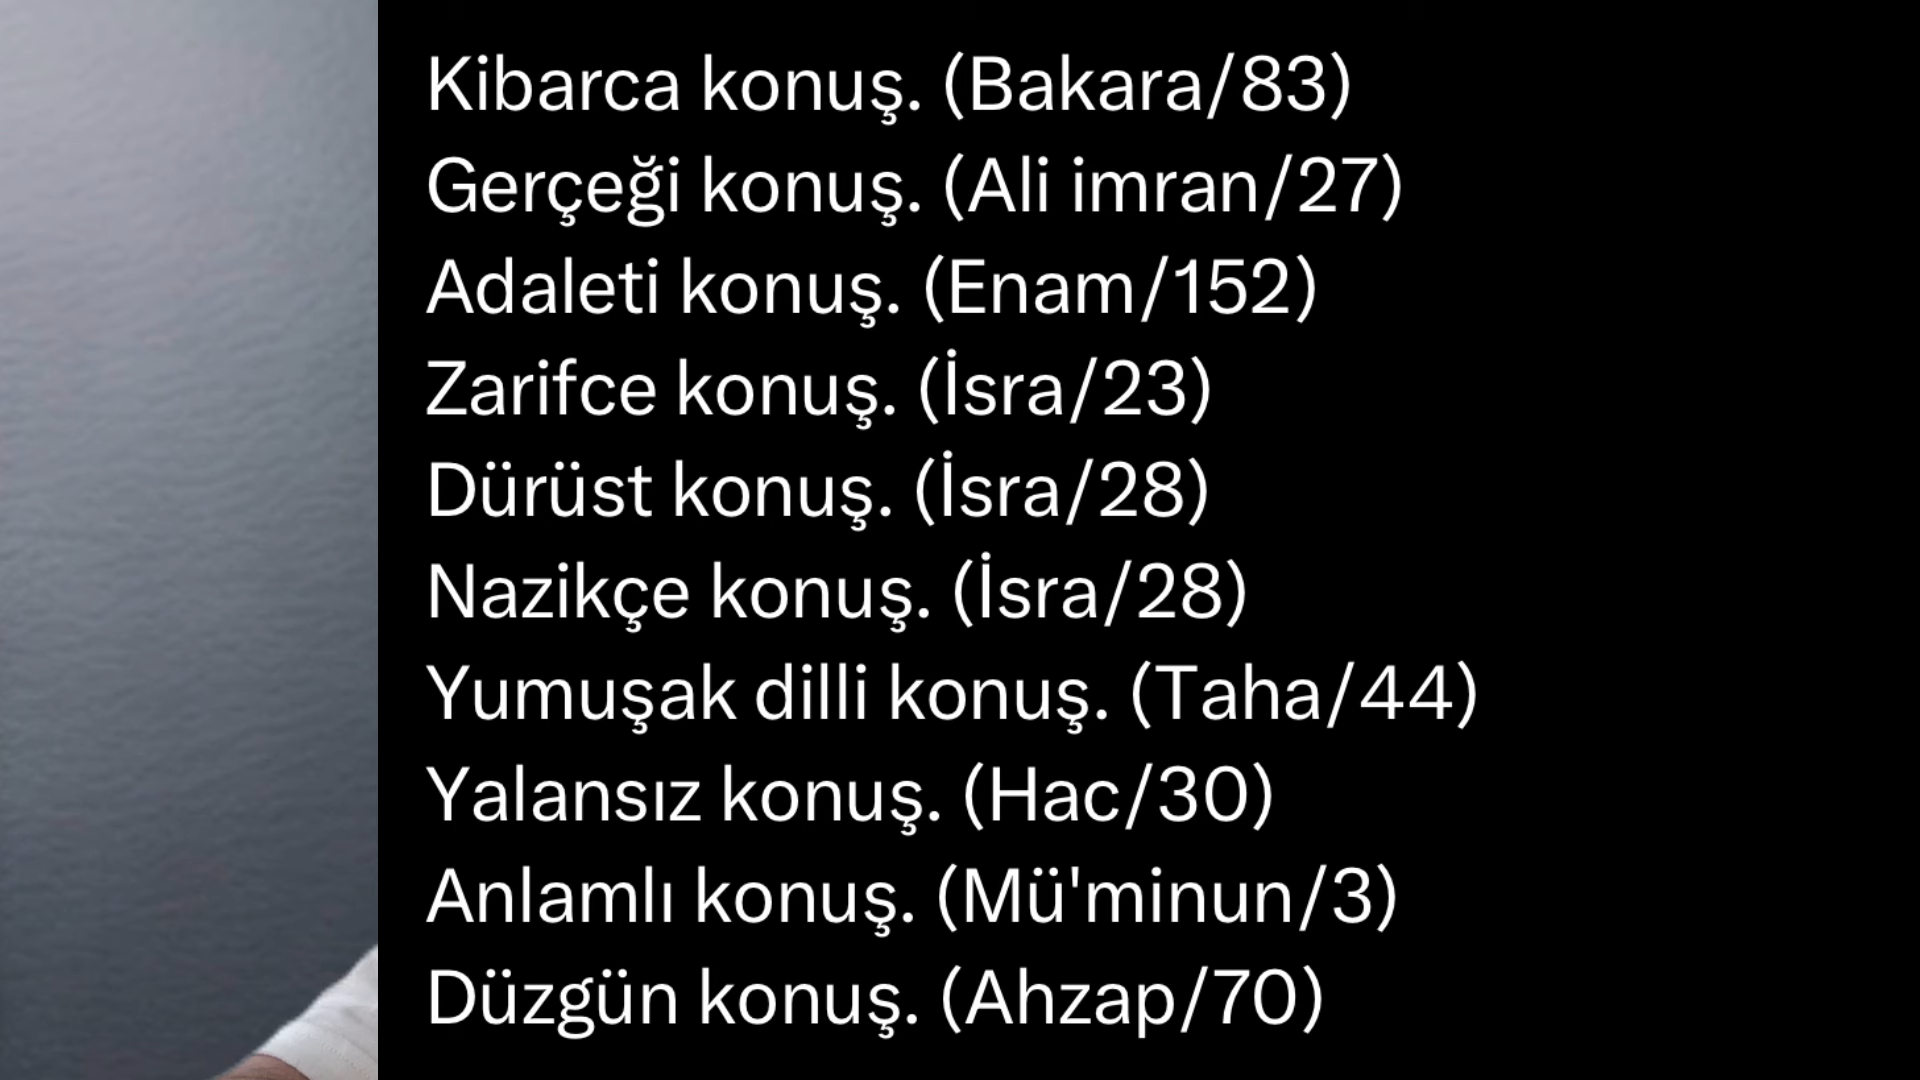 Kibarca konuş. (Bakara/83)
Gerçeği konuş. (Ali imran/27)
Adaleti konuş. (Enam/152)
Zarifce konuş. (İsra/23)
Dürüst konuş. (İsra/28)
Nazikçe konuş. (İsra/28)
Yumuşak dilli konuş. (Taha/44)
Yalansız konuş. (Hac/30)
Anlamlı konuş. (Mü'minun/3)
Düzgün konuş. (Ahzap/70)